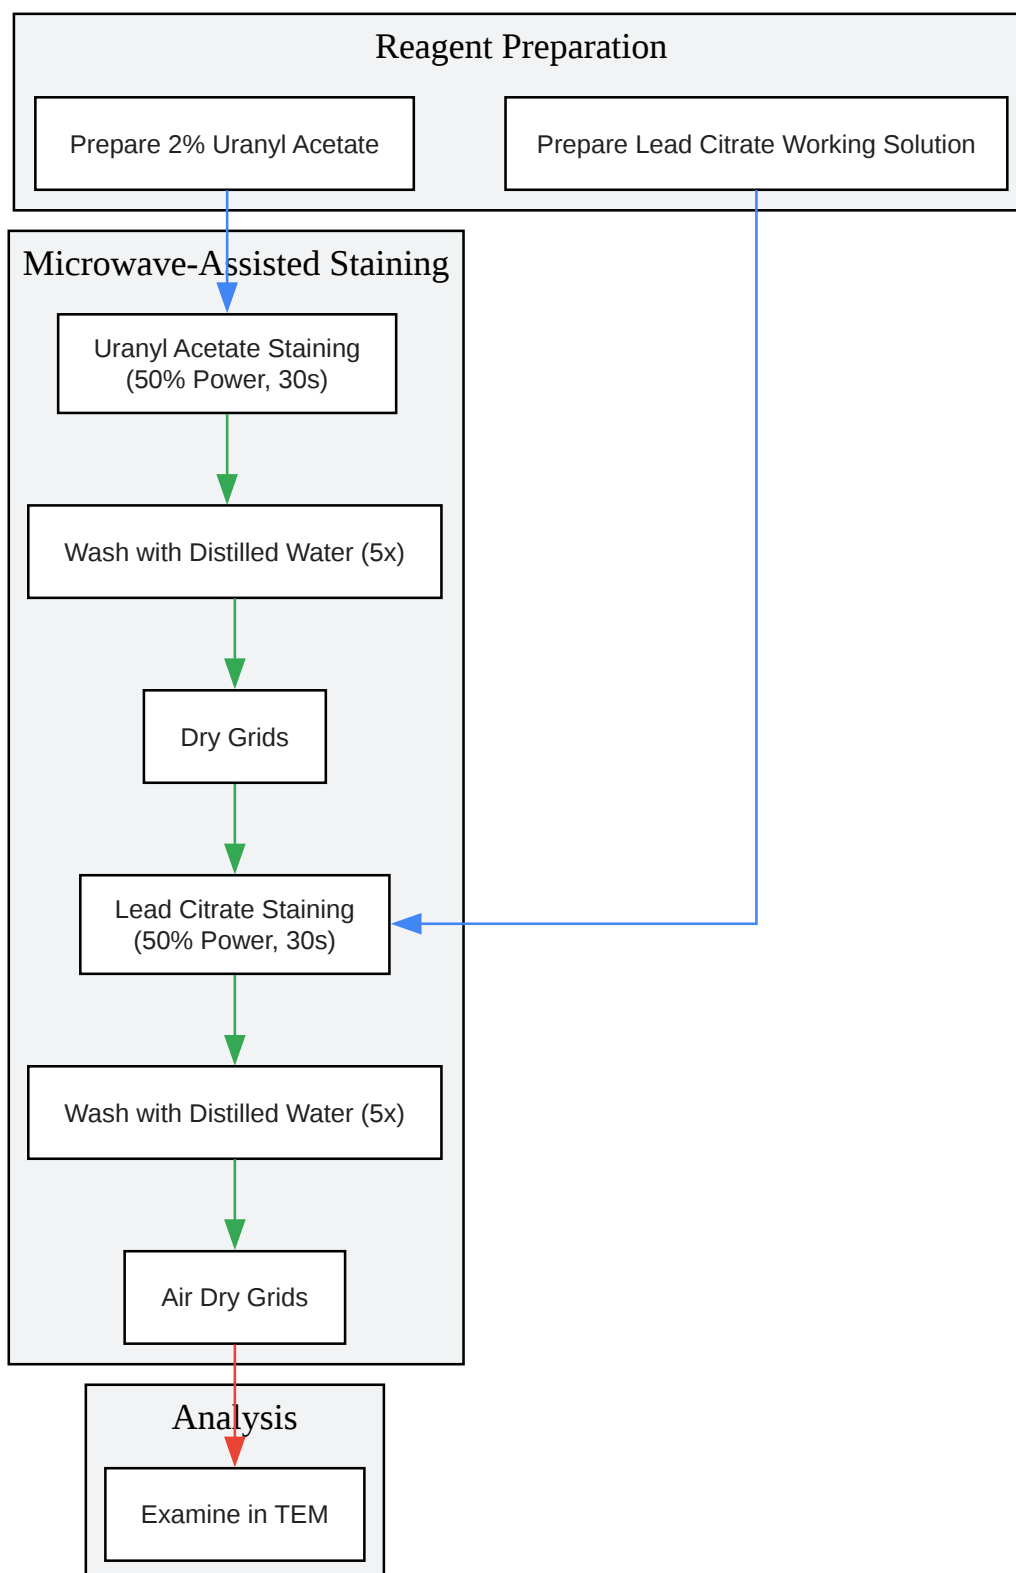 Reagent Preparation
Prepare 2% Uranyl Acetate
Prepare Lead Citrate Working Solution
Microwave-Assisted Staining
Uranyl Acetate Staining
(50% Power, 30s)
Wash with Distilled Water (5x)
Dry Grids
Lead Citrate Staining
(50% Power, 30s)
Wash with Distilled Water (5x)
Air Dry Grids
Analysis
Examine in TEM